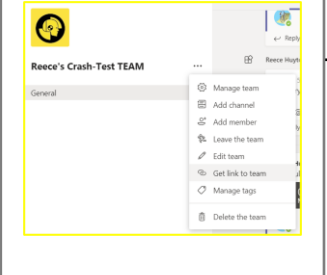 Reply
Reece's Crash-Test TEAM
...
Reece Huyt
General
Manage team
Add channel
Add member
Leave the team
Edit team
Get link to team
Manage tags
Delete the team